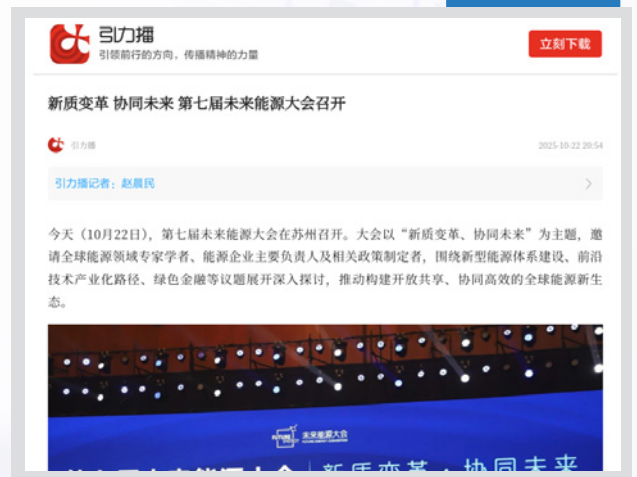 引力播
引领前行的方向，传播精神的力量
立刻下载
新质变革 协同未来 第七届未来能源大会召开
引力播
2025-10-22 20:54
引力播记者：赵晨民
今天（10月22日），第七届未来能源大会在苏州召开。大会以“新质变革、协同未来”为主题，邀
请全球能源领域专家学者、能源企业主要负责人及相关政策制定者，围绕新型能源体系建设、前沿
技术产业化路径、绿色金融等议题展开深入探讨，推动构建开放共享、协同高效的全球能源新生
态。
未来能源大会
第七届未来能源大会 新质变革·协同未来